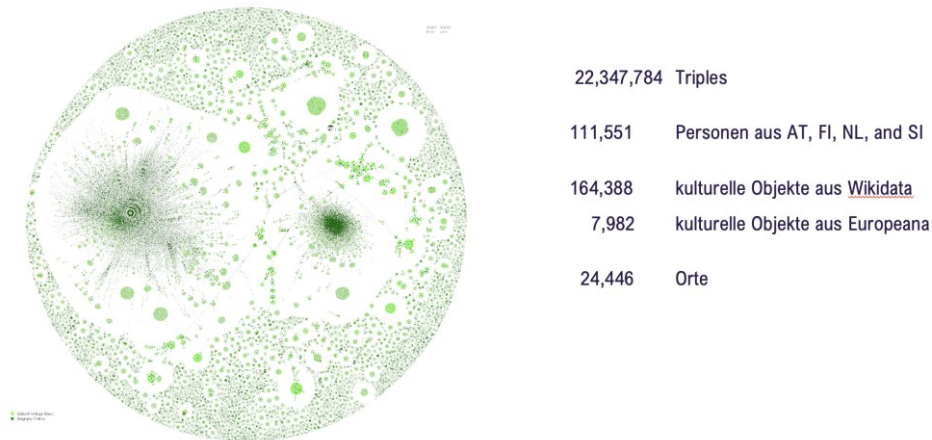 22,347,784 Triples
111,551 Personen aus AT, FI, NL, and SI
164,388 kulturelle Objekte aus Wikidata
7,982 kulturelle Objekte aus Europeana
24,446 Orte